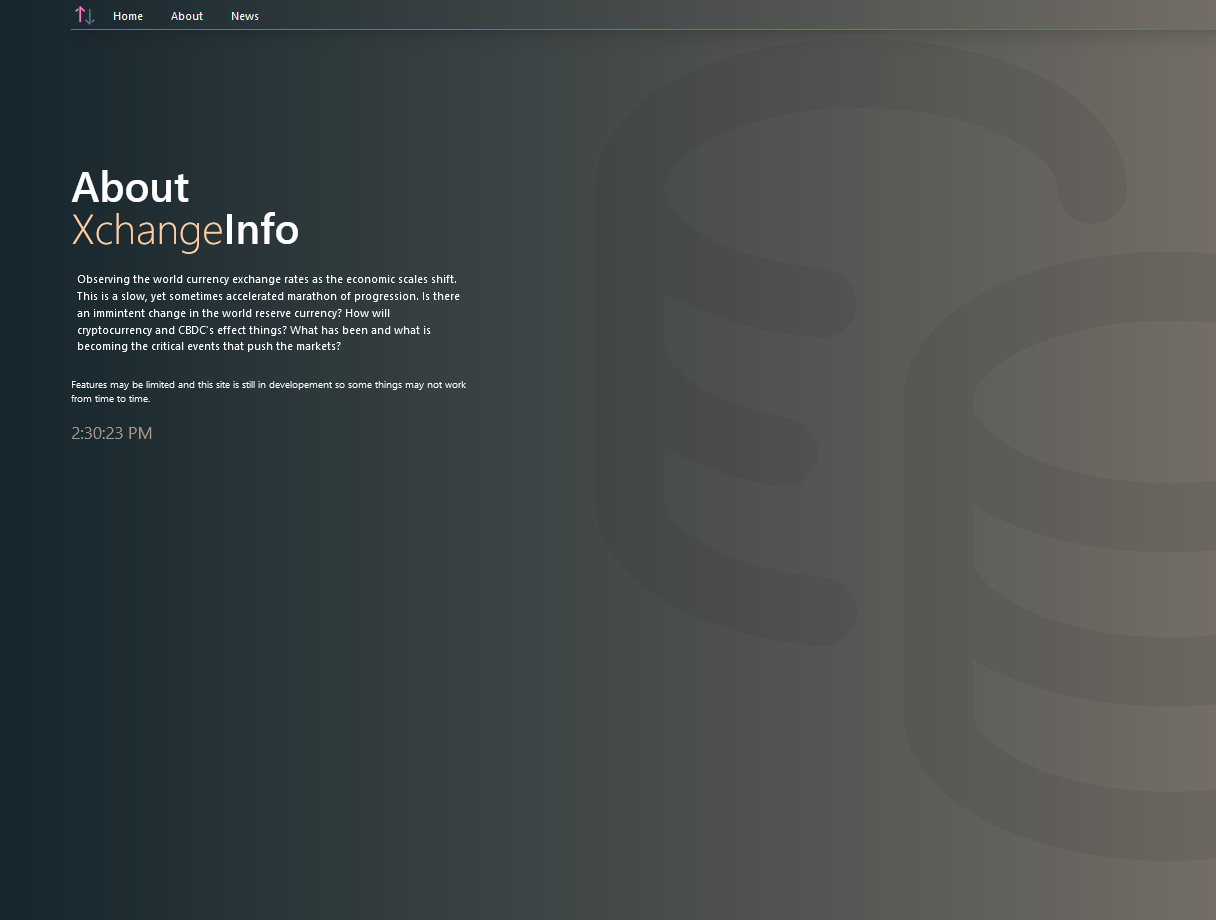 Home About News
About
XchangeInfo
Observing the world currency exchange rates as the economic scales shift.
This is a slow, yet sometimes accelerated marathon of progression. Is there
an immintent change in the world reserve currency? How will
cryptocurrency and CBDC's effect things? What has been and what is
becoming the critical events that push the markets?
Features may be limited and this site is still in developement so some things may not work
from time to time.
2:30:23 PM